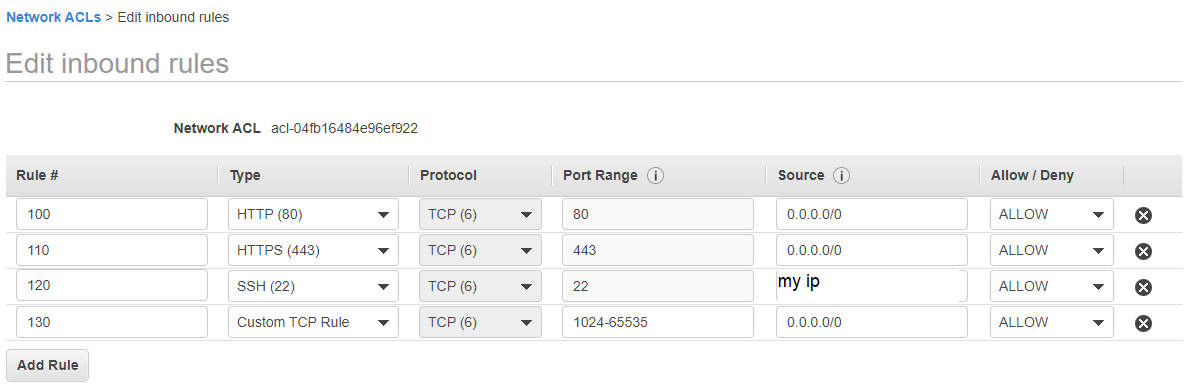 Network ACLs > Edit inbound rules
Edit inbound rules
Network ACL acl-04fb16484e96ef922
Rule # Type Protocol Port Range i Source i Allow / Deny
100 HTTP (80) TCP (6) 80 0.0.0.0/0 ALLOW
110 HTTPS (443) TCP (6) 443 0.0.0.0/0 ALLOW
120 SSH (22) TCP (6) 22 my ip ALLOW
130 Custom TCP Rule TCP (6) 1024-65535 0.0.0.0/0 ALLOW
Add Rule